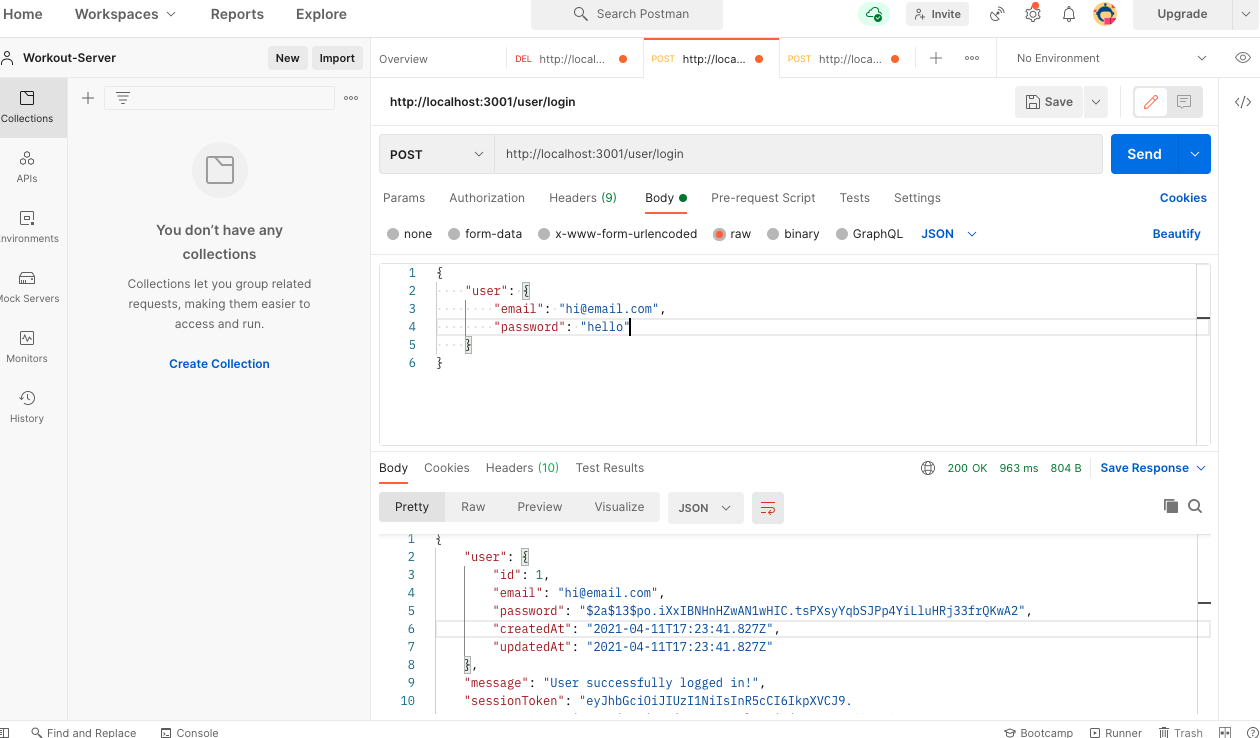 Home Workspaces Reports Explore Search Postman Invite Upgrade
Workout-Server New Import Overview DEL http://local... POST http://loca... POST http://loca... No Environment
http://localhost:3001/user/login Save
Collections
APIs
nvironments
Mock Servers
Monitors
History
You don’t have any
collections
Collections let you group related
requests, making them easier to
access and run.
Create Collection
POST http://localhost:3001/user/login Send
Params Authorization Headers (9) Body Pre-request Script Tests Settings Cookies
none form-data x-www-form-urlencoded raw binary GraphQL JSON Beautify
1 {
2 "user": {
3 "email": "hi@email.com",
4 "password": "hello"
5 }
6 }
Body Cookies Headers (10) Test Results 200 OK 963 ms 804 B Save Response
Pretty Raw Preview Visualize JSON
1 {
2 "user": {
3 "id": 1,
4 "email": "hi@email.com",
5 "password": "$2a$13$po.iXxIBNHnHZwAN1wHIC.tsPXsyYqbSJPp4YiLluHRj33frQKwA2",
6 "createdAt": "2021-04-11T17:23:41.827Z",
7 "updatedAt": "2021-04-11T17:23:41.827Z"
8 },
9 "message": "User successfully logged in!",
10 "sessionToken": "eyJhbGciOiJIUzI1NiIsInR5cCI6IkpXVCJ9.
Find and Replace Console Bootcamp Runner Trash